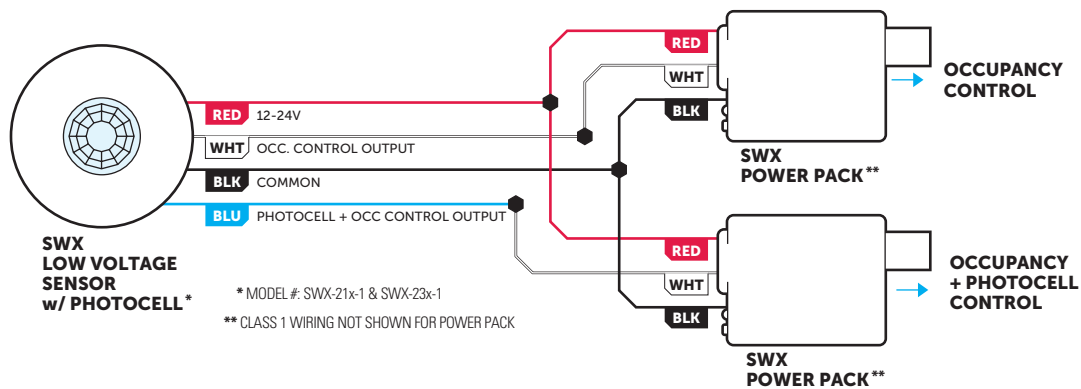 RED 12-24V
WHT OCC. CONTROL OUTPUT
BLK COMMON
BLU PHOTOCELL + OCC CONTROL OUTPUT
SWX
LOW VOLTAGE
SENSOR
w/ PHOTOCELL*
* MODEL #: SWX-21x-1 & SWX-23x-1
** CLASS 1 WIRING NOT SHOWN FOR POWER PACK
RED
WHT
BLK
OCCUPANCY
CONTROL
SWX
POWER PACK**
RED
WHT
BLK
OCCUPANCY
+ PHOTOCELL
CONTROL
SWX
POWER PACK**